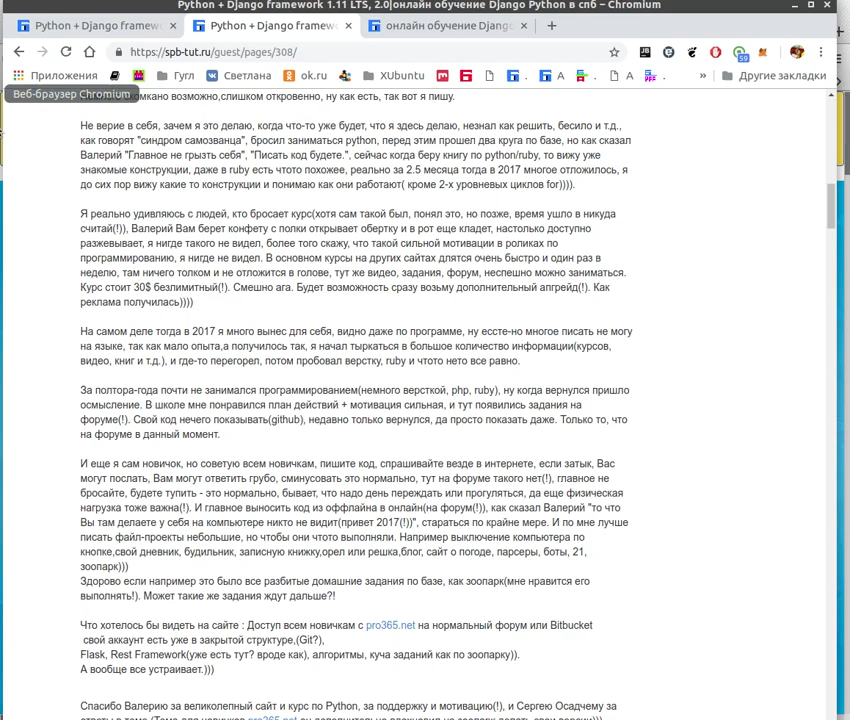 Python + Django framework 1.11 LTS, 2.0|онлайн обучение Django Python в спб – Chromium
Python + Django framew
Python + Django framew
онлайн обучение Django
https://spb-tut.ru/guest/pages/308/
59
Приложения
Гугл
Светлана
ok.ru
XUbuntu
A
A
»
Другие закладки
Веб-браузер Chromium
возможно,слишком откровенно, ну как есть, так вот я пишу.
Не верие в себя, зачем я это делаю, когда что-то уже будет, что я здесь делаю, незнал как решить, бесило и т.д.,
как говорят "синдром самозванца", бросил заниматься python, перед этим прошел два круга по базе, но как сказал
Валерий "Главное не грызть себя", "Писать код будете.", сейчас когда беру книгу по python/ruby, то вижу уже
знакомые конструкции, даже в ruby есть чтото похожее, реально за 2.5 месяца тогда в 2017 многое отложилось, я
до сих пор вижу какие то конструкции и понимаю как они работают( кроме 2-х уровневых циклов for)))).
Я реально удивляюсь с людей, кто бросает курс(хотя сам такой был, понял это, но позже, время ушло в никуда
считай(!)), Валерий Вам берет конфету с полки открывает обертку и в рот еще кладет, настолько доступно
разжевывает, я нигде такого не видел, более того скажу, что такой сильной мотивации в роликах по
программированию, я нигде не видел. В основном курсы на других сайтах длятся очень быстро и один раз в
неделю, там ничего толком и не отложится в голове, тут же видео, задания, форум, неспешно можно заниматься.
Курс стоит 30$ безлимитный(!). Смешно ага. Будет возможность сразу возьму дополнительный апгрейд(!). Как
реклама получилась))))
На самом деле тогда в 2017 я много вынес для себя, видно даже по программе, ну ессте-но многое писать не могу
на языке, так как мало опыта,а получилось так, я начал тыркаться в большое количество информации(курсов,
видео, книг и т.д.), и где-то перегорел, потом пробовал верстку, ruby и чтото нето все равно.
За полтора-года почти не занимался программированием(немного версткой, php, ruby), ну когда вернулся пришло
осмысление. В школе мне понравился план действий + мотивация сильная, и тут появились задания на
форуме(!). Свой код нечего показывать(github), недавно только вернулся, да просто показать даже. Только то, что
на форуме в данный момент.
И еще я сам новичок, но советую всем новичкам, пишите код, спрашивайте везде в интернете, если затык, Вас
могут послать, Вам могут ответить грубо, сминусовать это нормально, тут на форуме такого нет(!), главное не
бросайте, будете тупить - это нормально, бывает, что надо день переждать или прогуляться, да еще физическая
нагрузка тоже важна(!). И главное выносить код из оффлайна в онлайн(на форум(!)), как сказал Валерий "то что
Вы там делаете у себя на компьютере никто не видит(привет 2017(!))", стараться по крайне мере. И по мне лучше
писать файл-проекты небольшие, но чтобы они чтото выполняли. Например выключение компьютера по
кнопке,свой дневник, будильник, записную книжку,орел или решка,блог, сайт о погоде, парсеры, боты, 21,
зоопарк)))
Здорово если например это было все разбитые домашние задания по базе, как зоопарк(мне нравится его
выполнять!). Может такие же задания ждут дальше?!
Что хотелось бы видеть на сайте : Доступ всем новичкам с pro365.net на нормальный форум или Bitbucket
свой аккаунт есть уже в закрытой структуре,(Git?),
Flask, Rest Framework(уже есть тут? вроде как), алгоритмы, куча заданий как по зоопарку)).
А вообще все устраивает.)))
Спасибо Валерию за великолепный сайт и курс по Python, за поддержку и мотивацию(!), и Сергею Осадчему за